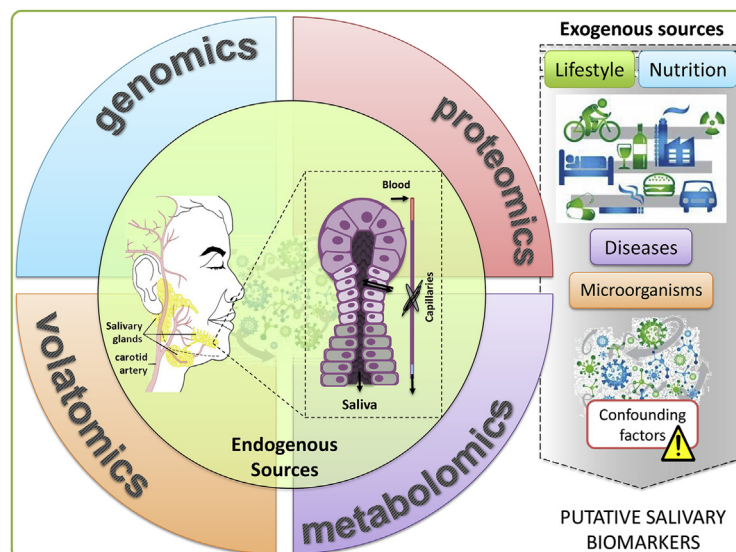 genomics
proteomics
volatomics
metabolomics
Salivary
glands
carotid
artery
Blood
Capillaries
Saliva
Endogenous
Sources
Exogenous sources
Lifestyle
Nutrition
Diseases
Microorganisms
Confounding
factors
PUTATIVE SALIVARY
BIOMARKERS